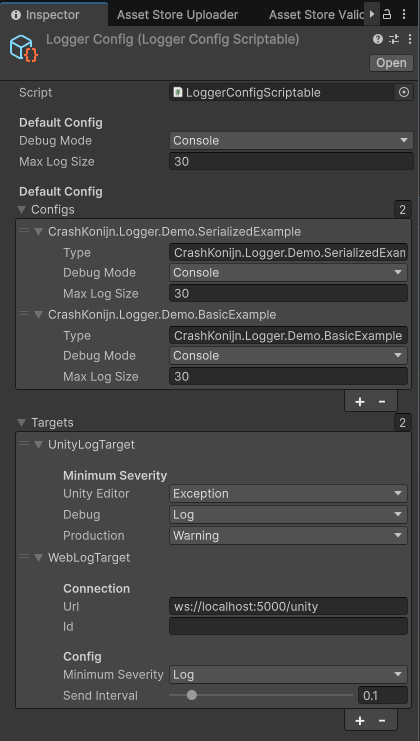 Inspector Asset Store Uploader Asset Store Valid
Logger Config (Logger Config Scriptable)
Open
Script LoggerConfigScriptable
Default Config
Debug Mode Console
Max Log Size 30
Default Config
Configs 2
CrashKonijn.Logger.Demo.SerializedExample
Type CrashKonijn.Logger.Demo.SerializedExam
Debug Mode Console
Max Log Size 30
CrashKonijn.Logger.Demo.BasicExample
Type CrashKonijn.Logger.Demo.BasicExample
Debug Mode Console
Max Log Size 30
+ -
Targets 2
UnityLogTarget
Minimum Severity
Unity Editor Exception
Debug Log
Production Warning
WebLogTarget
Connection
Url ws://localhost:5000/unity
Id
Config
Minimum Severity Log
Send Interval 0.1
+ -